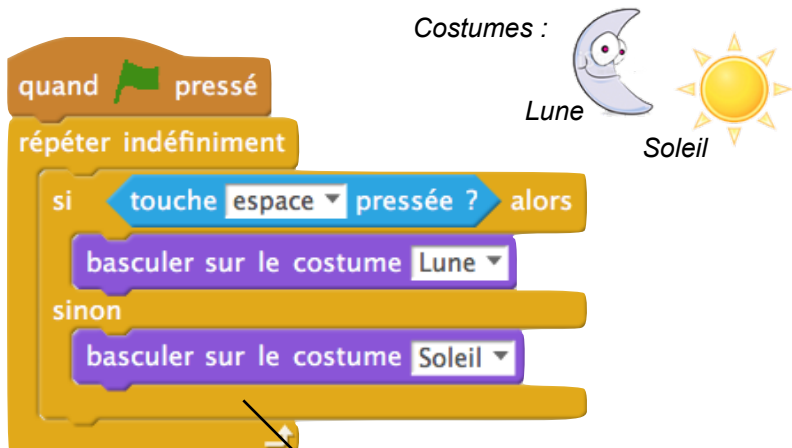 Costumes :
Lune
Soleil
quand pressé
répéter indéfiniment
si touche espace pressée ? alors
basculer sur le costume Lune
sinon
basculer sur le costume Soleil